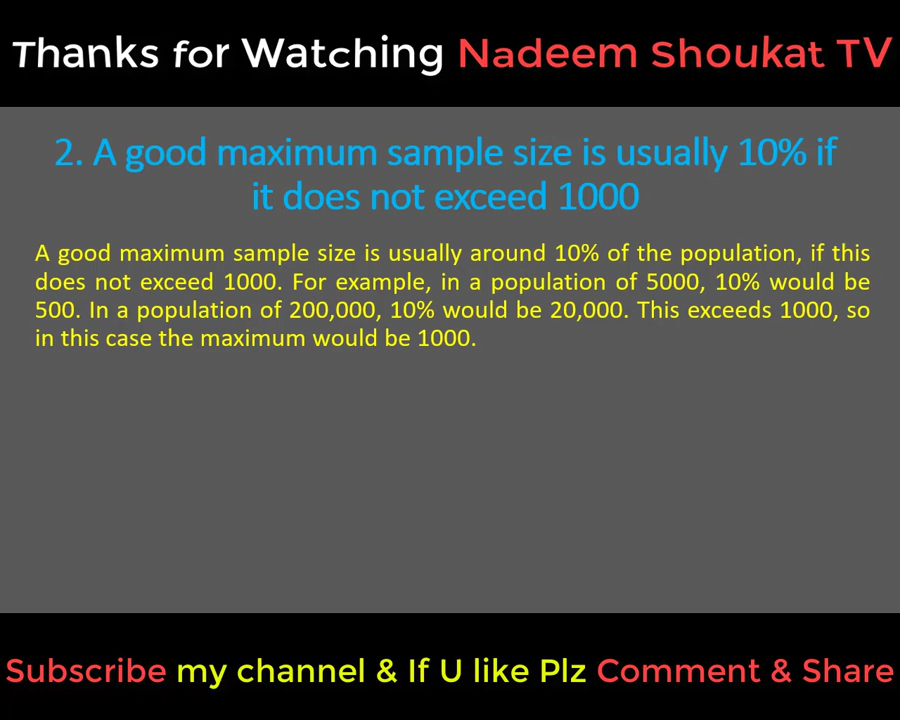 Thanks for Watching Nadeem Shoukat TV
2. A good maximum sample size is usually 10% if
it does not exceed 1000
A good maximum sample size is usually around 10% of the population, if this
does not exceed 1000. For example, in a population of 5000, 10% would be
500. In a population of 200,000, 10% would be 20,000. This exceeds 1000, so
in this case the maximum would be 1000.
Subscribe my channel & If U like Plz Comment & Share